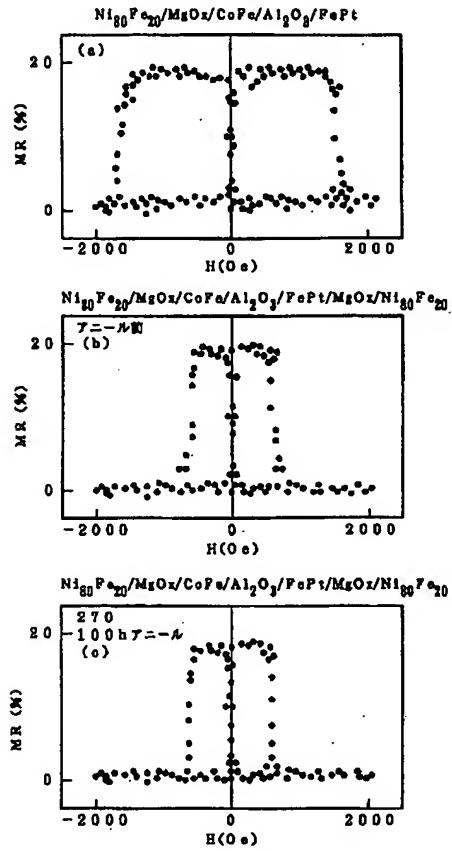 Ni80Fe20/MgOx/CoFe/Al2O3/FePt
(a)
20
MR (%)
0
-2000 0 2000
H(Oe)
Ni80Fe20/MgOx/CoFe/Al2O3/FePt/MgOx/Ni80Fe20
アニール前
(b)
20
MR (%)
0
-2000 0 2000
H(Oe)
Ni80Fe20/MgOx/CoFe/Al2O3/FePt/MgOx/Ni80Fe20
270
100hアニール
(c)
20
MR (%)
0
-2000 0 2000
H(Oe)